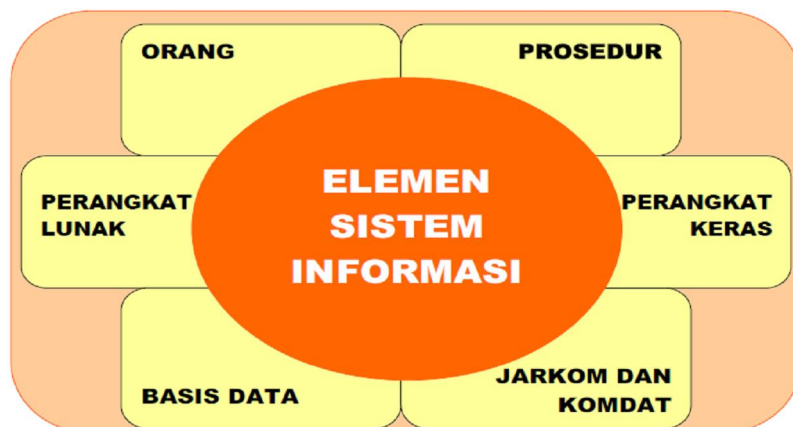 ORANG
PROSEDUR
ELEMEN
SISTEM
INFORMASI
PERANGKAT
LUNAK
PERANGKAT
KERAS
BASIS DATA
JARKOM DAN
KOMDAT